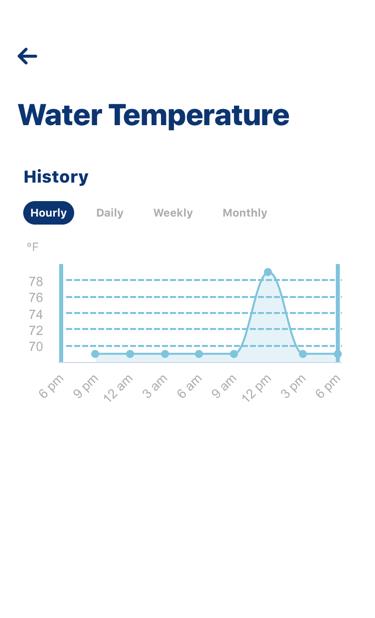 Water Temperature
History
Hourly Daily Weekly Monthly
°F
78
76
74
72
70
6 pm 9 pm 12 am 3 am 6 am 9 am 12 pm 3 pm 6 pm